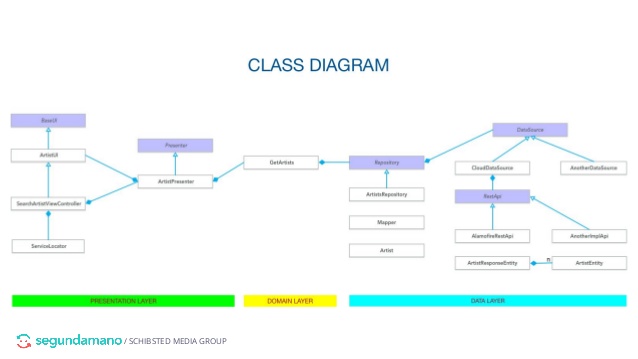 CLASS DIAGRAM
BaseUI
ArtistUI
SearchArtistViewController
ServiceLocator
Presenter
ArtistPresenter
GetArtists
Repository
ArtistsRepository
Mapper
Artist
DataSource
CloudDataSource
AnotherDataSource
RestApi
AlamofireRestApi
AnotherImplApi
ArtistResponseEntity
n
ArtistEntity
PRESENTATION LAYER
DOMAIN LAYER
DATA LAYER
segundamano / SCHIBSTED MEDIA GROUP